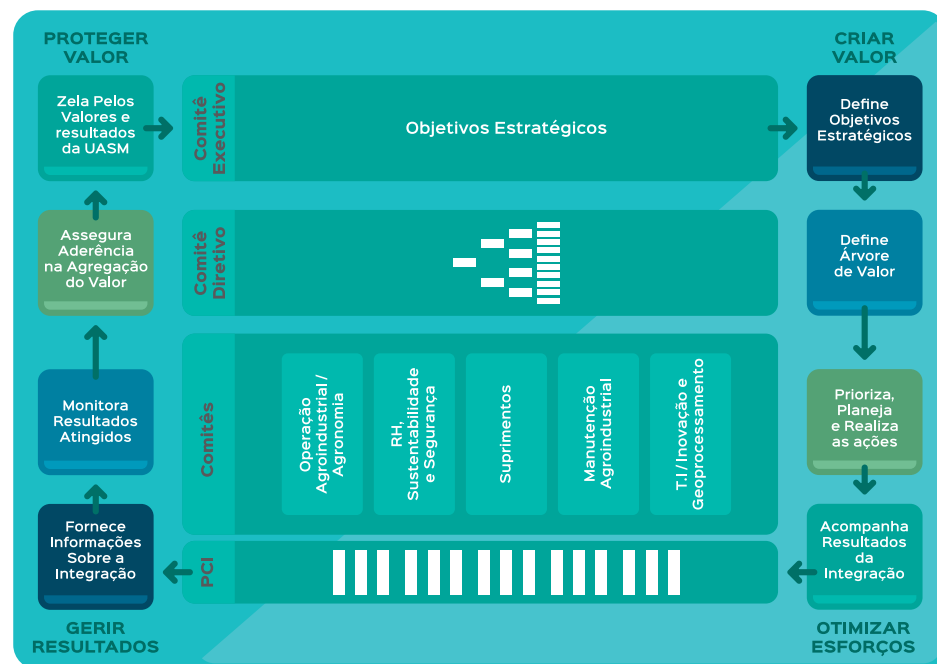 PROTEGER
VALOR
CRIAR
VALOR
Zela Pelos
Valores e
resultados
da UASM
Comitê
Executivo
Objetivos Estratégicos
Define
Objetivos
Estratégicos
Assegura
Aderência
na Agregação
do Valor
Comitê
Diretivo
Define
Árvore
de Valor
Monitora
Resultados
Atingidos
Comitês
Operação
Agroindustrial /
Agronomia
RH,
Sustentabilidade
e Segurança
Suprimentos
Manutenção
Agroindustrial
T.I / Inovação e
Geoprocessamento
Prioriza,
Planeja
e Realiza
as ações
Fornece
Informações
Sobre a
Integração
PCI
Acompanha
Resultados
da
Integração
GERIR
RESULTADOS
OTIMIZAR
ESFORÇOS